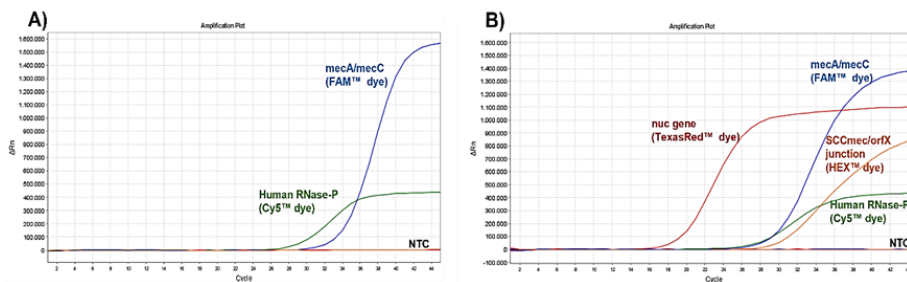 A)
Amplification Plot
1.600.000
1.500.000
1.400.000
1.300.000
1.200.000
1.100.000
1.000.000
900.000
800.000
700.000
600.000
500.000
400.000
300.000
200.000
100.000
0
ΔRn
mecA/mecC
(FAM™ dye)
Human RNase-P
(Cy5™ dye)
NTC
2 4 6 8 10 12 14 16 18 20 22 24 26 28 30 32 34 36 38 40 42 44
Cycle
B)
Amplification Plot
1.600.000
1.500.000
1.400.000
1.300.000
1.200.000
1.100.000
1.000.000
900.000
800.000
700.000
600.000
500.000
400.000
300.000
200.000
100.000
0
-100.000
ΔRn
mecA/mecC
(FAM™ dye)
nuc gene
(TexasRed™ dye)
SCCmec/orfX
junction
(HEX™ dye)
Human RNase-P
(Cy5™ dye)
NTC
2 4 6 8 10 12 14 16 18 20 22 24 26 28 30 32 34 36 38 40 42 44
Cycle